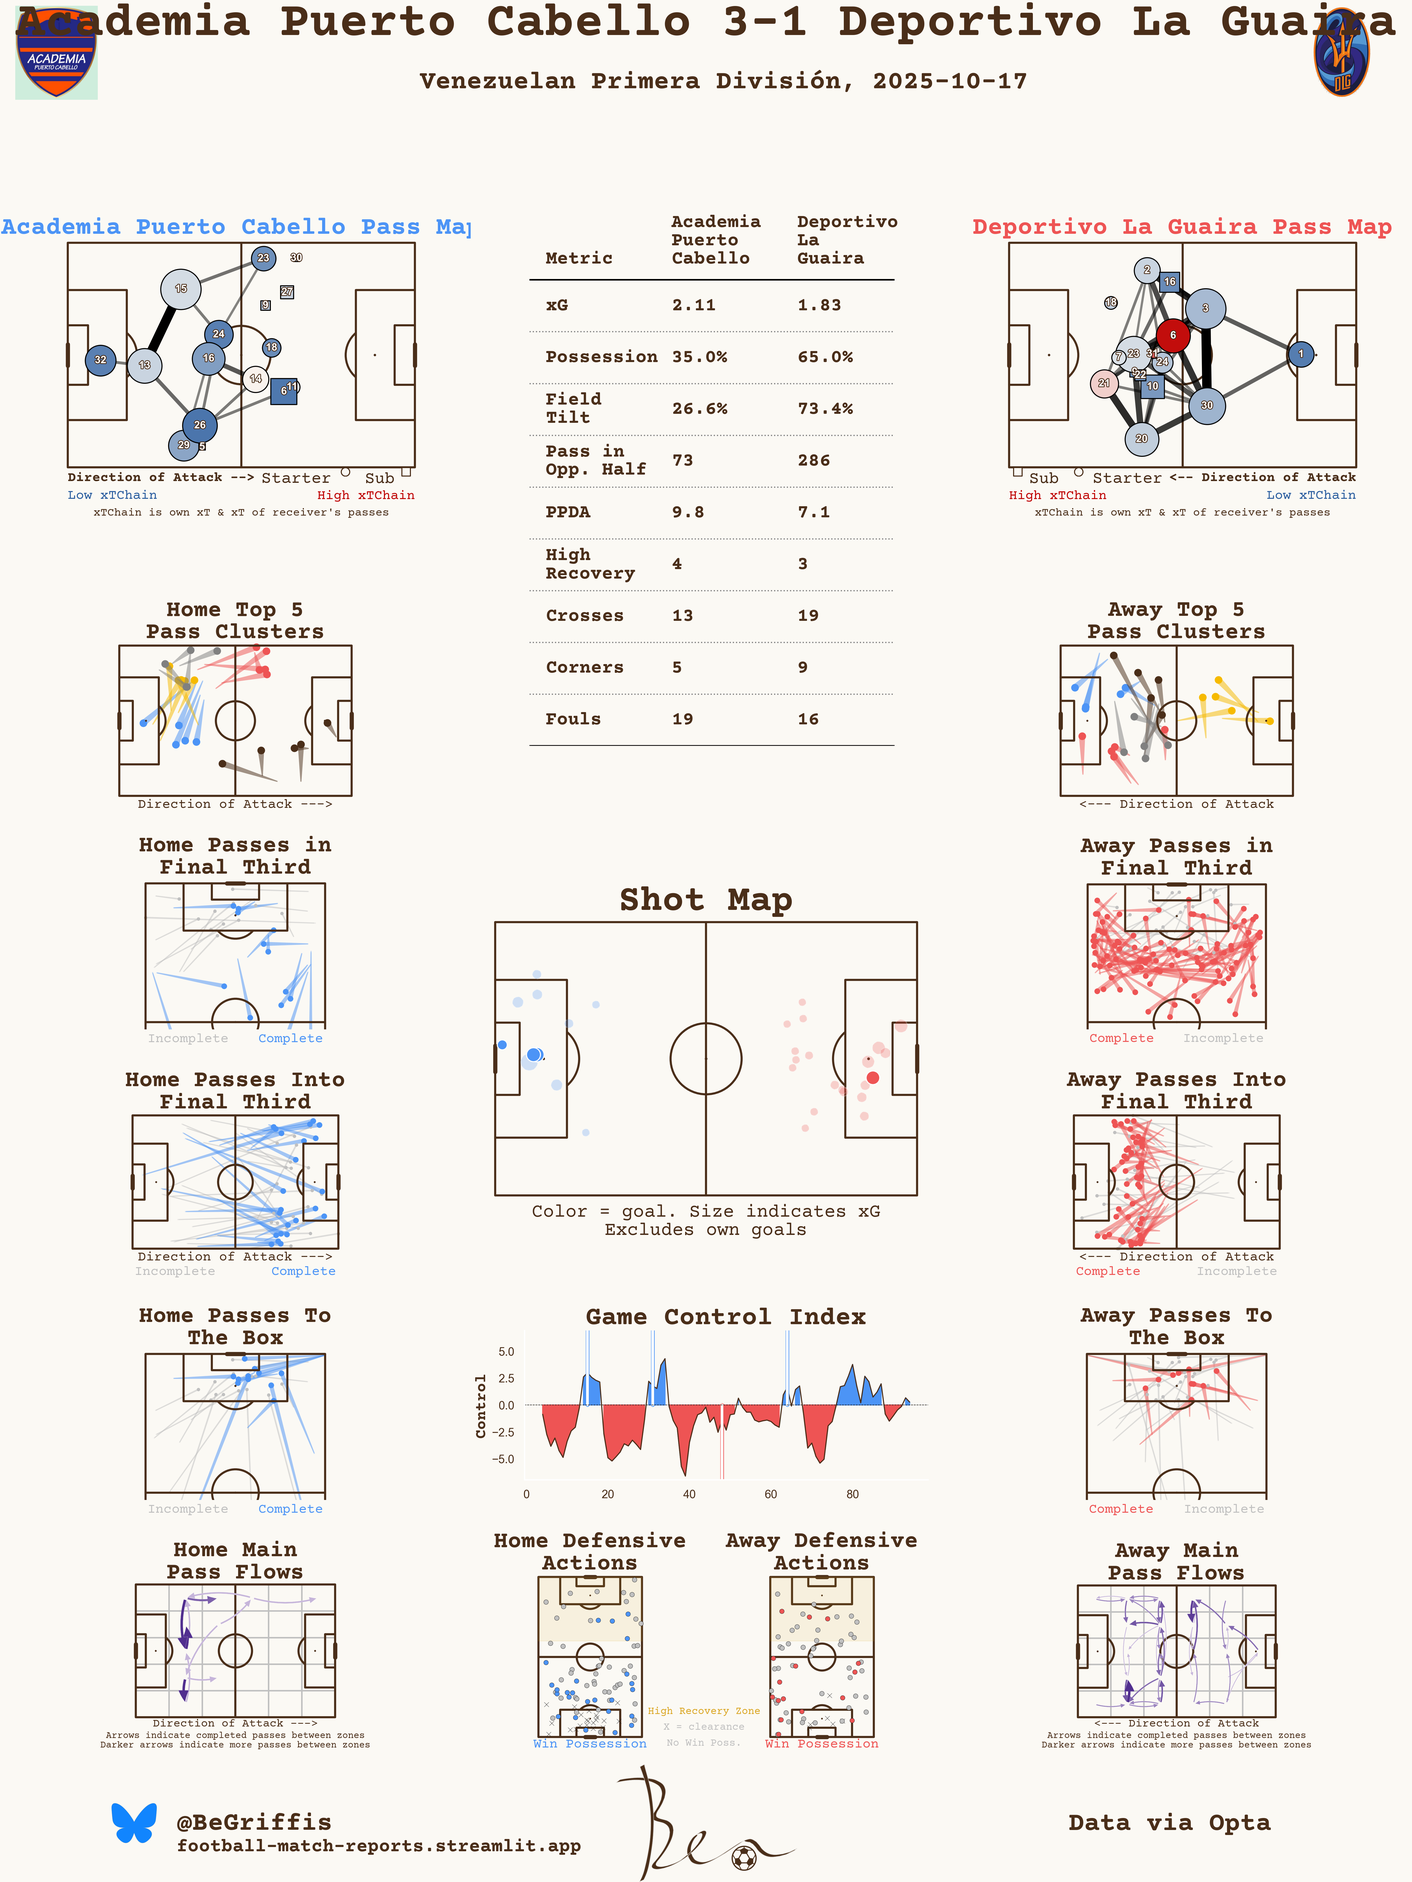 Academia Puerto Cabello 3-1 Deportivo La Guaira
ACADEMIA
PUERTO CABELLO
DLG
Venezuelan Primera División, 2025-10-17
Academia Puerto Cabello Pass Map
23
30
15
27
9
24
18
16
32
13
14
6
11
26
29
5
Direction of Attack --> Starter Sub
Low xTChain High xTChain
xTChain is own xT & xT of receiver's passes
Metric Academia Puerto Cabello Deportivo La Guaira
xG 2.11 1.83
Possession 35.0% 65.0%
Field Tilt 26.6% 73.4%
Pass in Opp. Half 73 286
PPDA 9.8 7.1
High Recovery 4 3
Crosses 13 19
Corners 5 9
Fouls 19 16
Deportivo La Guaira Pass Map
2
16
18
3
6
7
23
31
24
1
22
21
10
30
20
Sub Starter <-- Direction of Attack
High xTChain Low xTChain
xTChain is own xT & xT of receiver's passes
Home Top 5
Pass Clusters
Direction of Attack --->
Away Top 5
Pass Clusters
<--- Direction of Attack
Home Passes in
Final Third
Incomplete Complete
Away Passes in
Final Third
Complete Incomplete
Shot Map
Color = goal. Size indicates xG
Excludes own goals
Home Passes Into
Final Third
Direction of Attack --->
Incomplete Complete
Away Passes Into
Final Third
<--- Direction of Attack
Complete Incomplete
Home Passes To
The Box
Incomplete Complete
Game Control Index
Control
5.0
2.5
0.0
−2.5
−5.0
0 20 40 60 80
Away Passes To
The Box
Complete Incomplete
Home Main
Pass Flows
Direction of Attack --->
Arrows indicate completed passes between zones
Darker arrows indicate more passes between zones
Home Defensive
Actions
Win Possession
High Recovery Zone
X = clearance
No Win Poss.
Away Defensive
Actions
Win Possession
Away Main
Pass Flows
<--- Direction of Attack
Arrows indicate completed passes between zones
Darker arrows indicate more passes between zones
@BeGriffis
football-match-reports.streamlit.app
Ben
Data via Opta